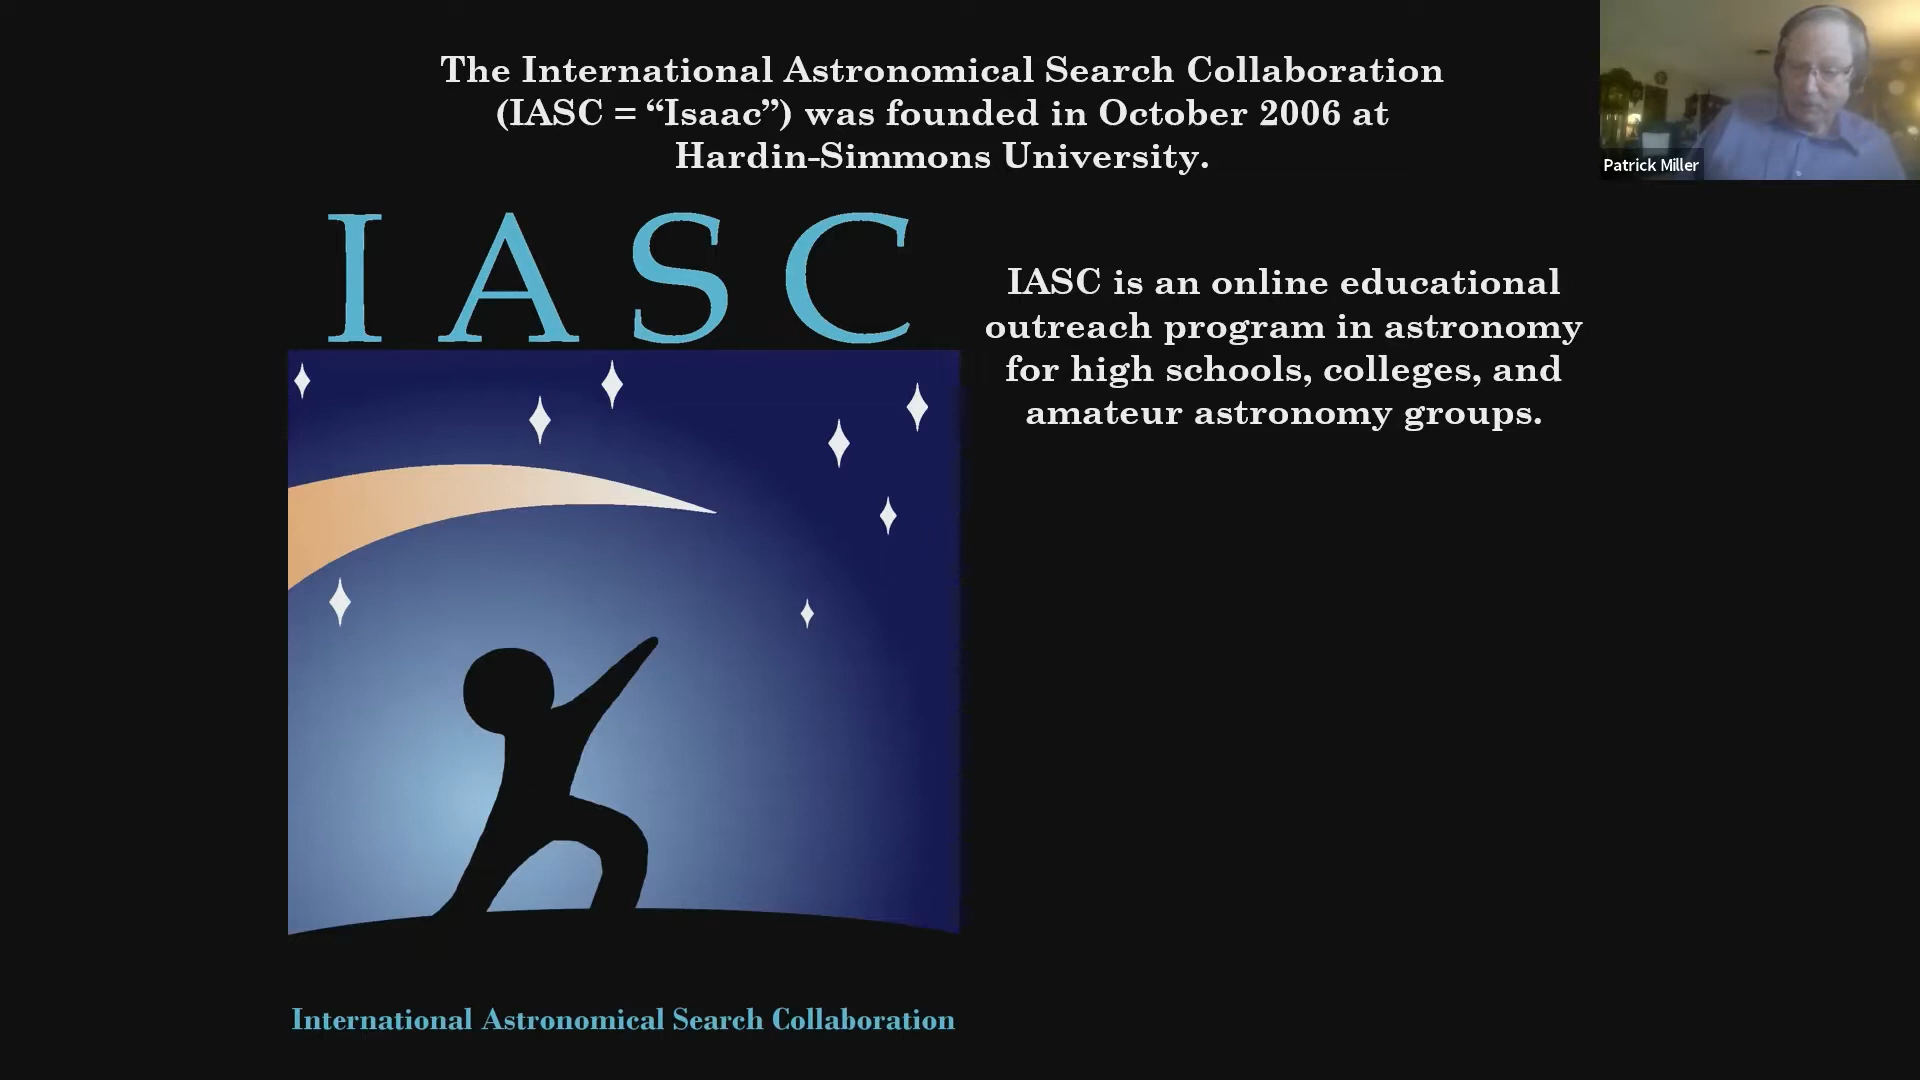 The International Astronomical Search Collaboration
(IASC = “Isaac”) was founded in October 2006 at
Hardin-Simmons University.
Patrick Miller
I A S C
IASC is an online educational
outreach program in astronomy
for high schools, colleges, and
amateur astronomy groups.
International Astronomical Search Collaboration